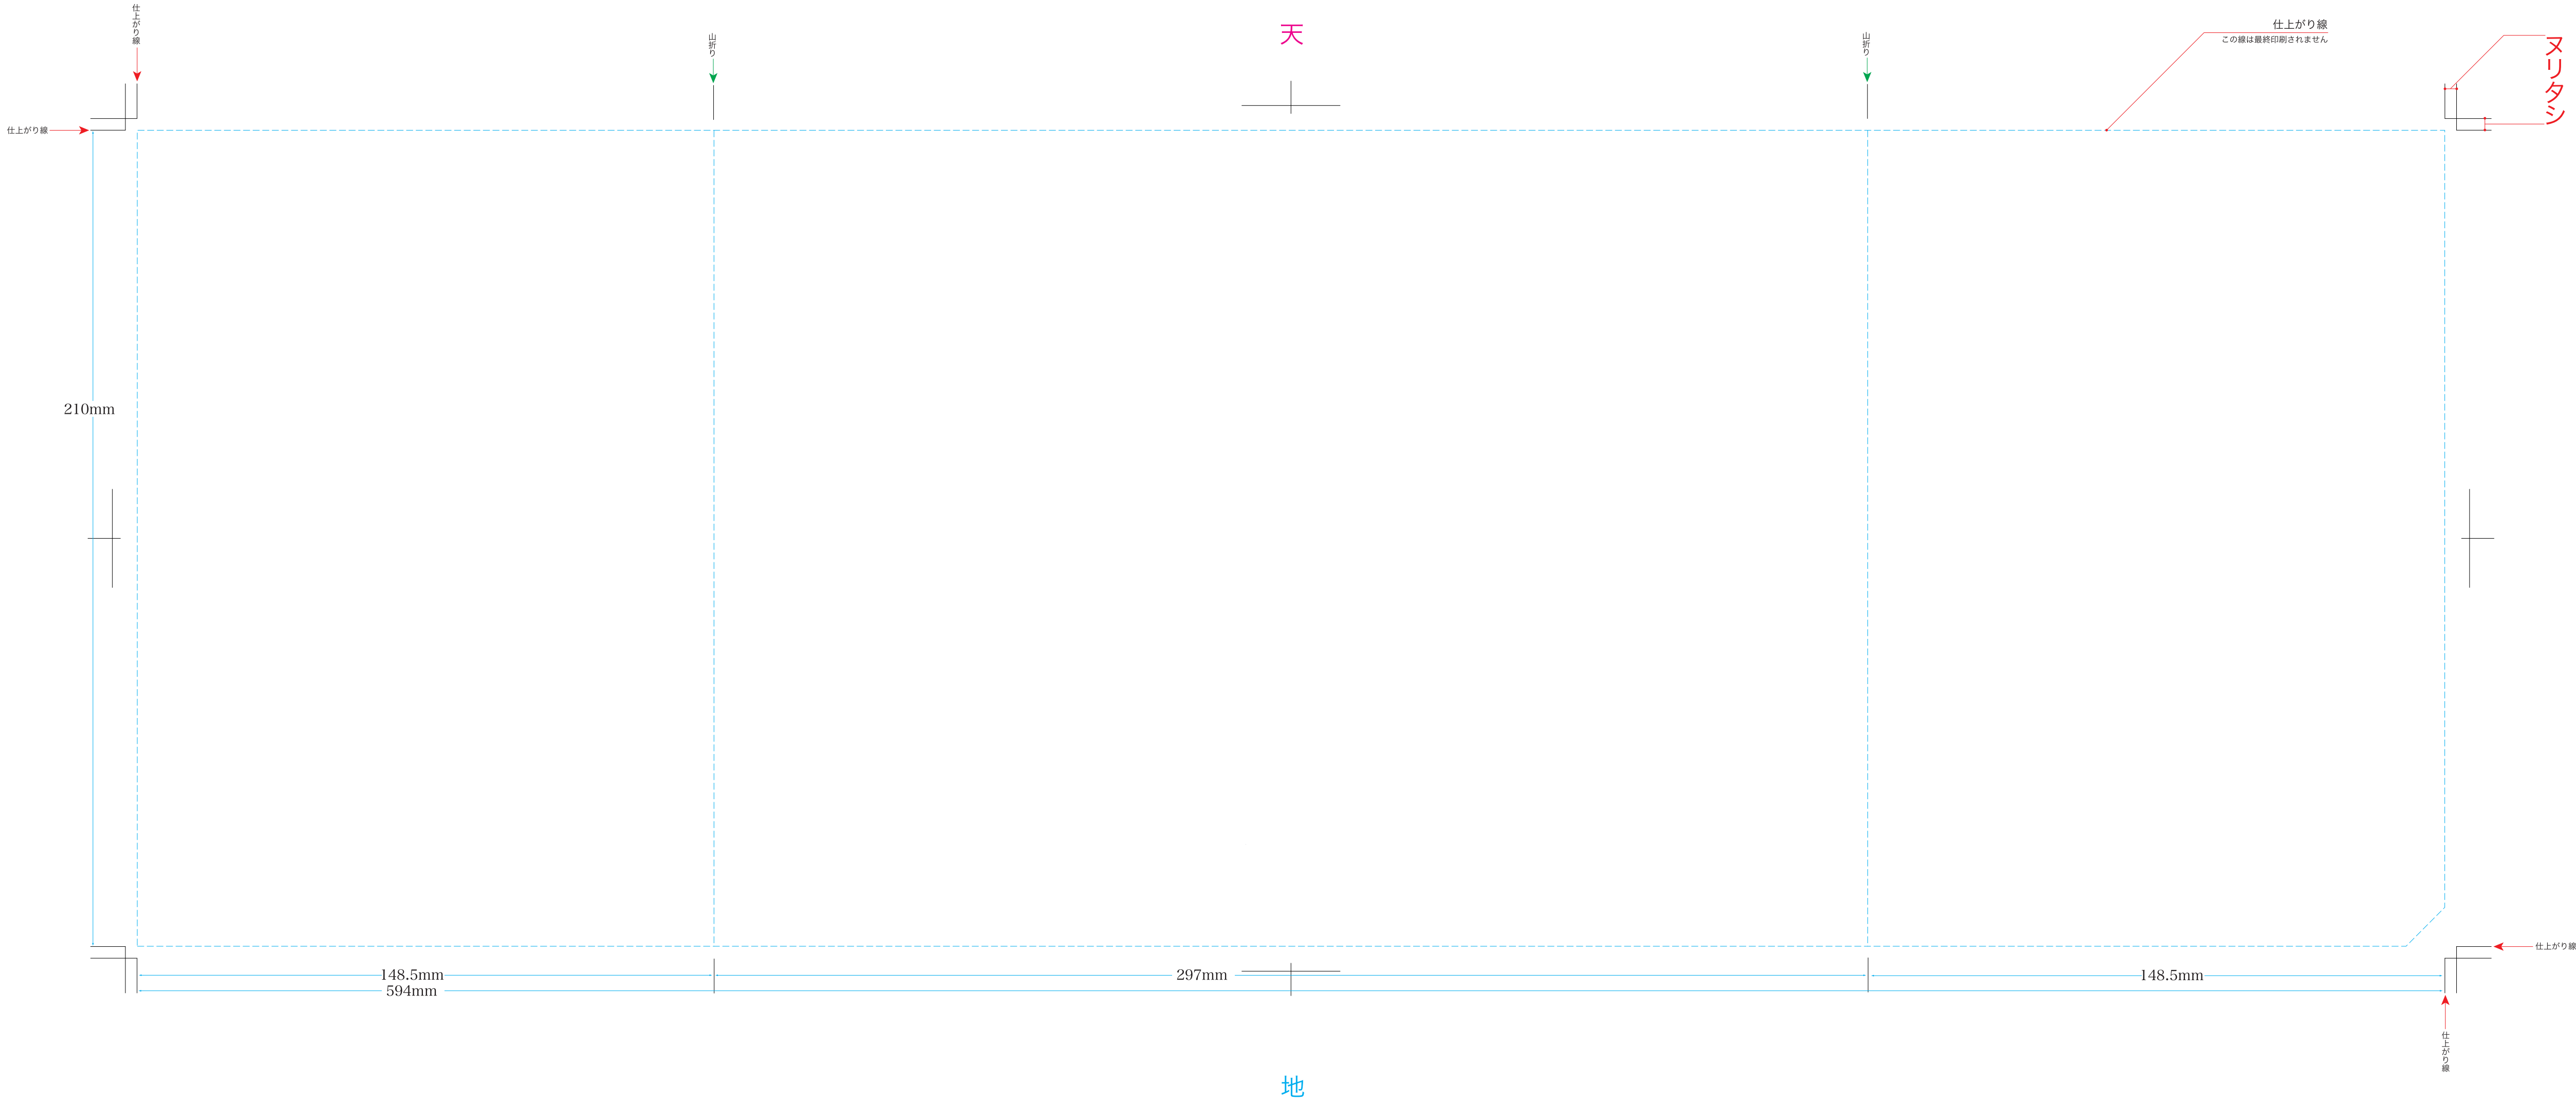 仕上がり線
山折り
天
山折り
仕上がり線
この線は最終印刷されません
ヌリタシ
仕上がり線
210mm
仕上がり線
148.5mm
297mm
148.5mm
594mm
仕上がり線
地